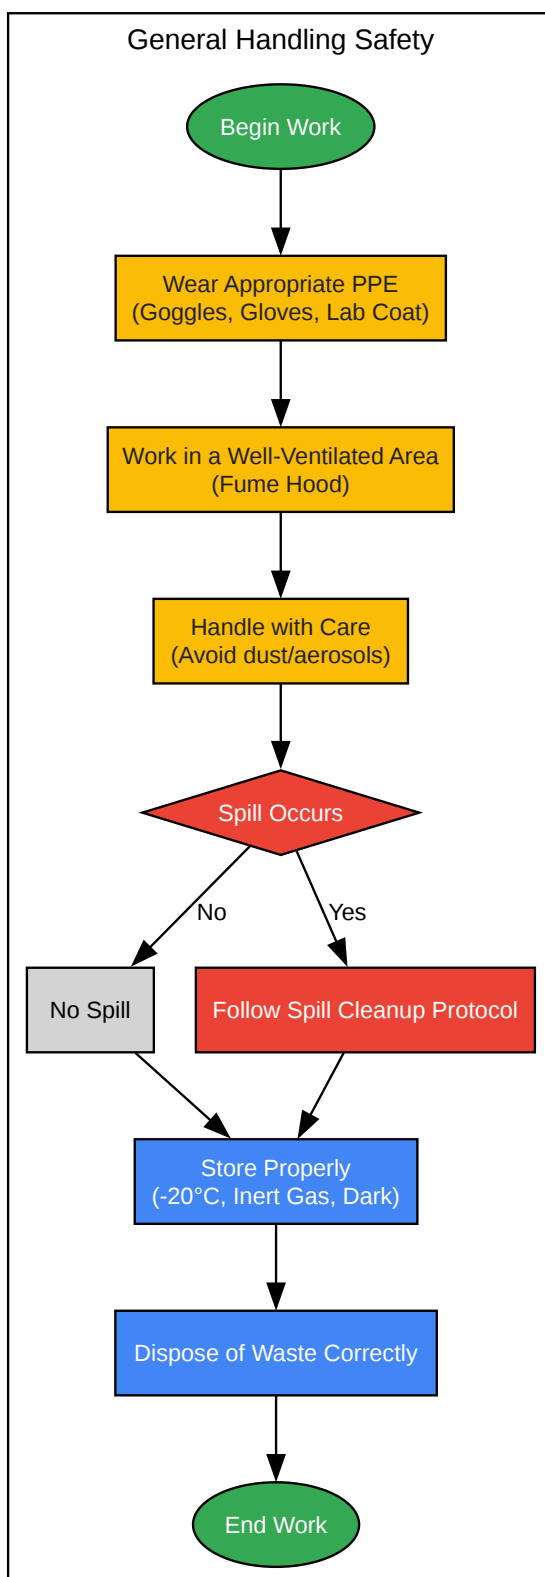 General Handling Safety
Begin Work
Wear Appropriate PPE
(Goggles, Gloves, Lab Coat)
Work in a Well-Ventilated Area
(Fume Hood)
Handle with Care
(Avoid dust/aerosols)
Spill Occurs
No
Yes
No Spill
Follow Spill Cleanup Protocol
Store Properly
(-20°C, Inert Gas, Dark)
Dispose of Waste Correctly
End Work